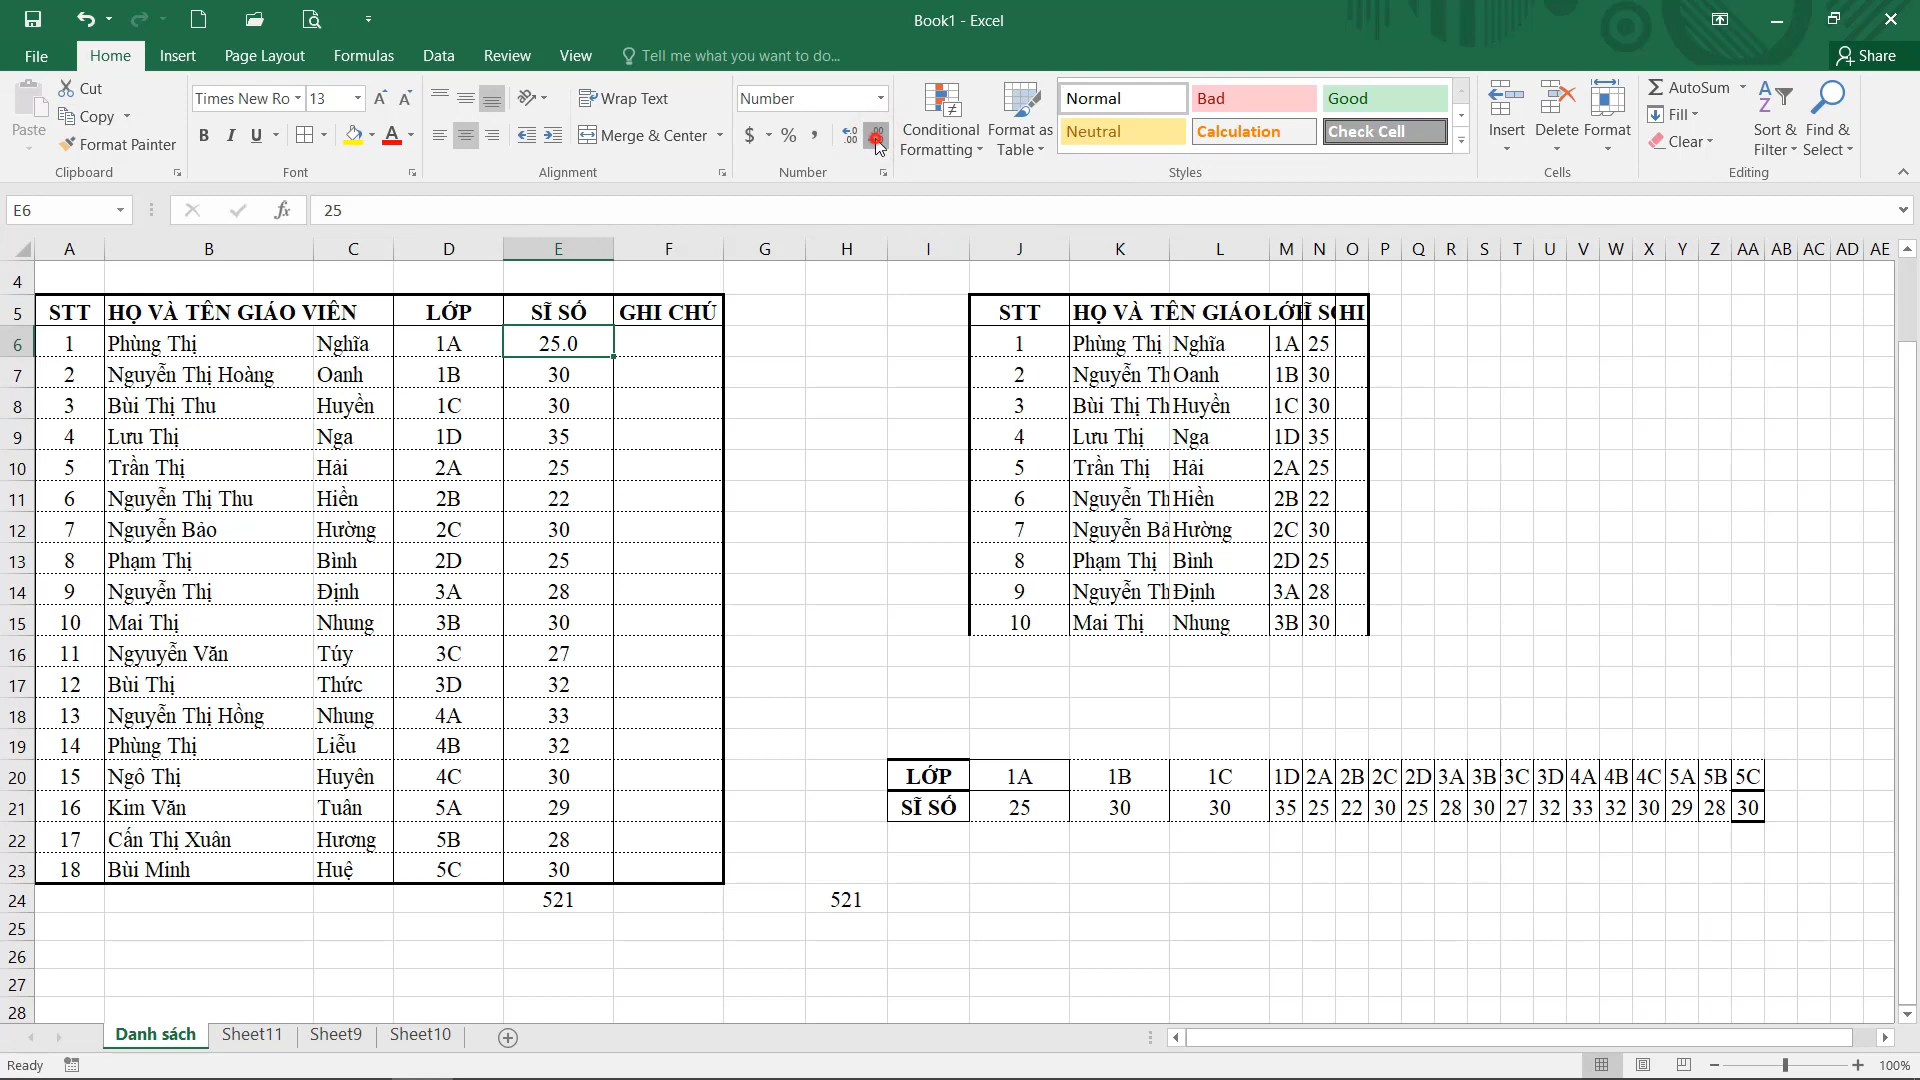 Book1 - Excel
File Home Insert Page Layout Formulas Data Review View Tell me what you want to do... Share
Paste Cut Copy Format Painter
Times New Ro 13
B I U A
Wrap Text
Merge & Center
Number
$ % ,
Conditional Formatting
Format as Table
Normal Bad Good
Neutral Calculation Check Cell
Insert Delete Format
AutoSum
Fill
Clear
Sort & Filter
Find & Select
Clipboard Font Alignment Number Styles Cells Editing
E6 fx 25
A B C D E F G H I J K L M N O P Q R S T U V W X Y Z AA AB AC AD AE
4
5 STT HỌ VÀ TÊN GIÁO VIÊN LỚP SĨ SỐ GHI CHÚ STT HỌ VÀ TÊN GIÁO
6 1 Phùng Thị Nghĩa 1A 25.0 1 Phùng Thị Nghĩa 1A 25
7 2 Nguyễn Thị Hoàng Oanh 1B 30 2 Nguyễn Th Oanh 1B 30
8 3 Bùi Thị Thu Huyền 1C 30 3 Bùi Thị Th Huyền 1C 30
9 4 Lưu Thị Nga 1D 35 4 Lưu Thị Nga 1D 35
10 5 Trần Thị Hải 2A 25 5 Trần Thị Hải 2A 25
11 6 Nguyễn Thị Thu Hiền 2B 22 6 Nguyễn Th Hiền 2B 22
12 7 Nguyễn Bảo Hường 2C 30 7 Nguyễn Bả Hường 2C 30
13 8 Phạm Thị Bình 2D 25 8 Phạm Thị Bình 2D 25
14 9 Nguyễn Thị Định 3A 28 9 Nguyễn Th Định 3A 28
15 10 Mai Thị Nhung 3B 30 10 Mai Thị Nhung 3B 30
16 11 Ngyuyễn Văn Túy 3C 27
17 12 Bùi Thị Thức 3D 32
18 13 Nguyễn Thị Hồng Nhung 4A 33
19 14 Phùng Thị Liễu 4B 32
20 15 Ngô Thị Huyên 4C 30 LỚP 1A 1B 1C 1D 2A 2B 2C 2D 3A 3B 3C 3D 4A 4B 4C 5A 5B 5C
21 16 Kim Văn Tuân 5A 29 SĨ SỐ 25 30 30 35 25 22 30 25 28 30 27 32 33 32 30 29 28 30
22 17 Cấn Thị Xuân Hương 5B 28
23 18 Bùi Minh Huệ 5C 30
24 521 521
25
26
27
28
Danh sách Sheet11 Sheet9 Sheet10
Ready 100%